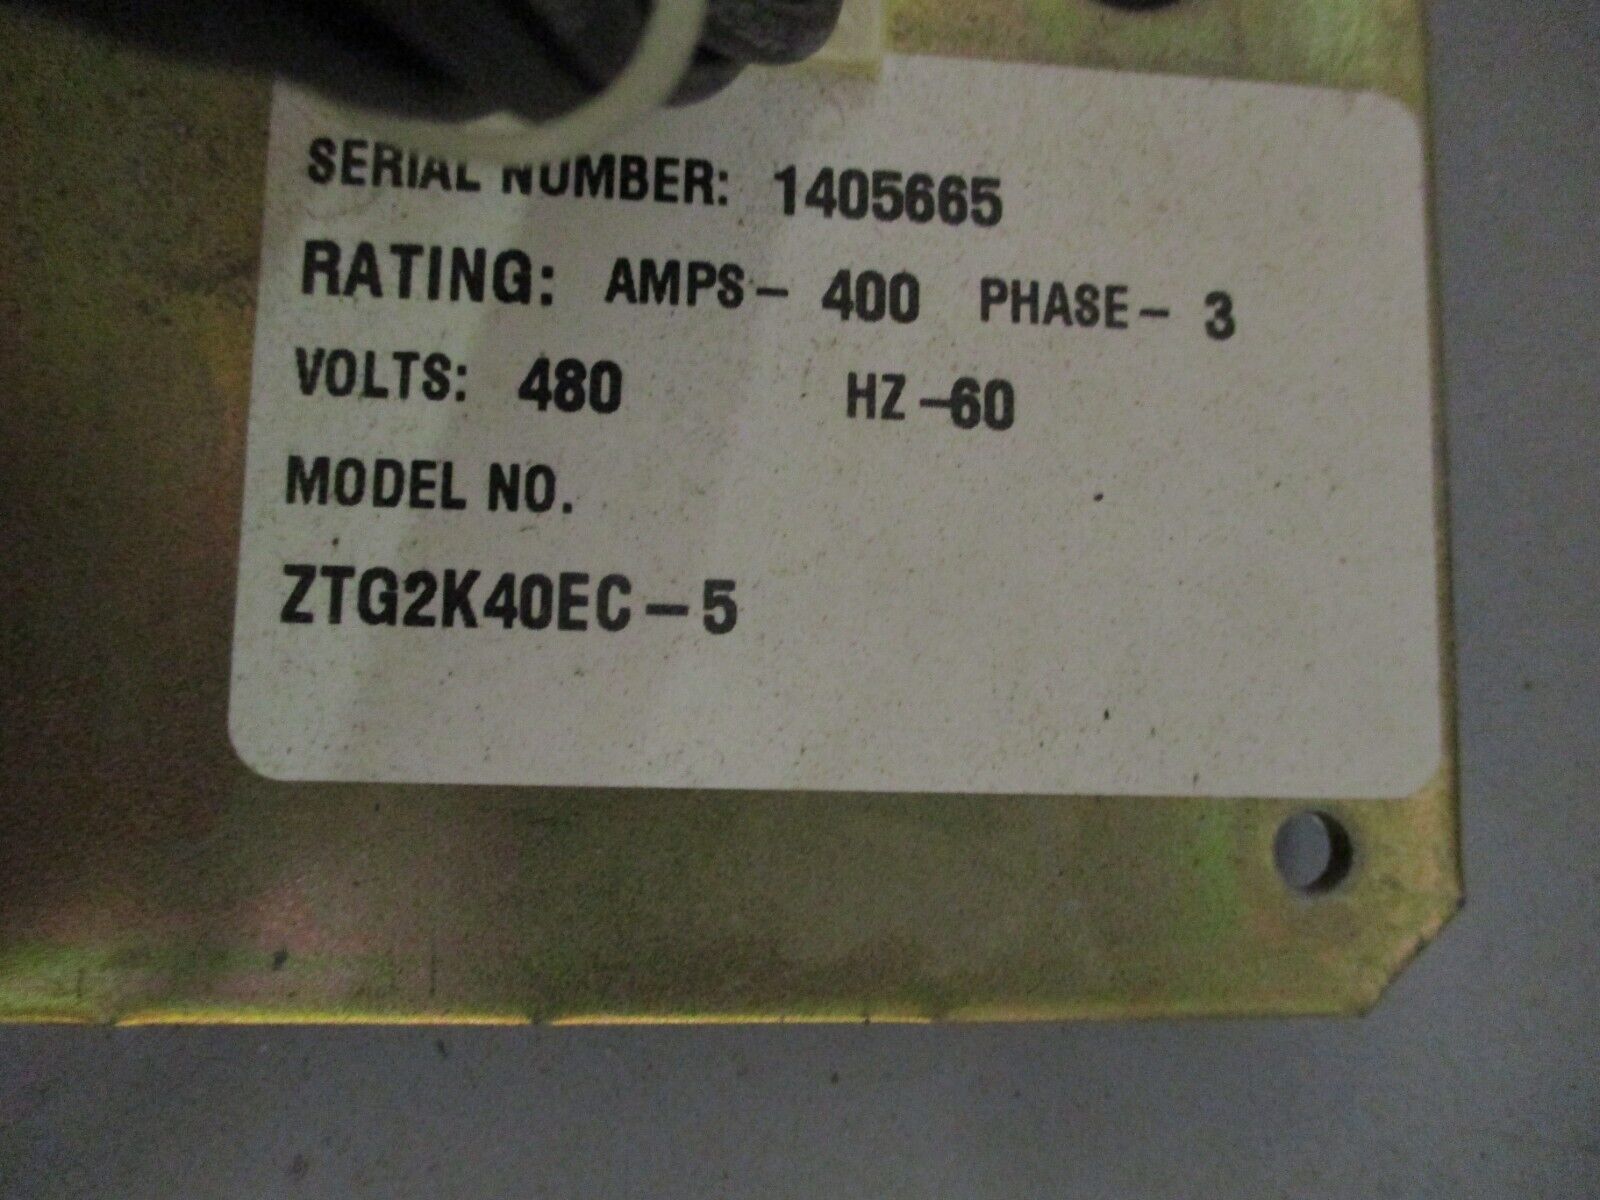 SERIAL NUMBER: 1405665
RATING: AMPS- 400 PHASE- 3
VOLTS: 480 HZ-60
MODEL NO.
ZTG2K40EC-5